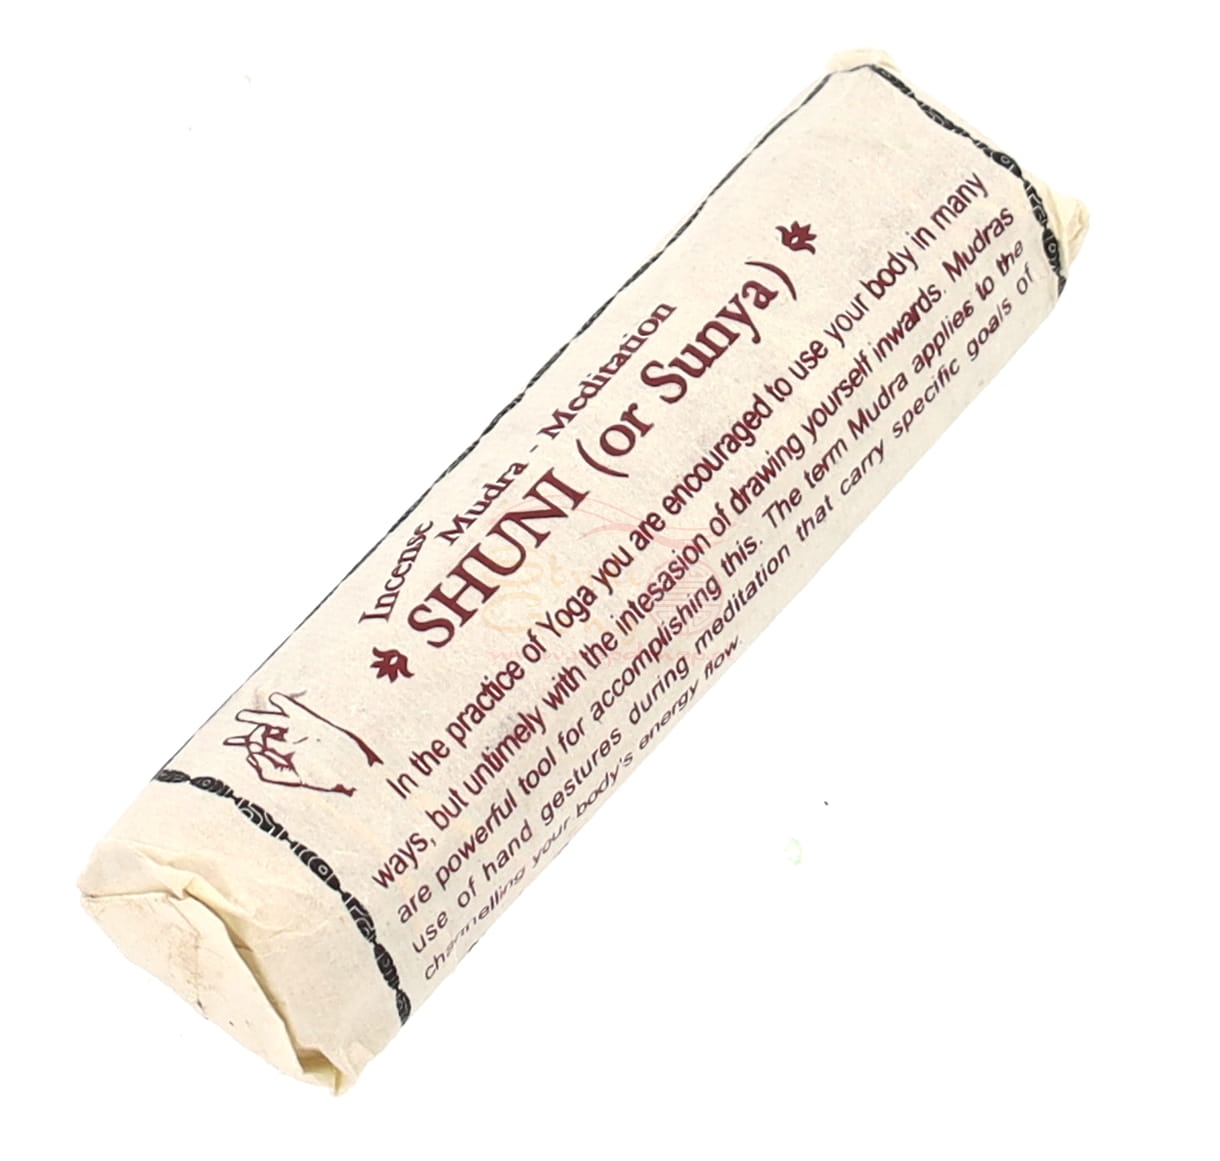 Incense
Mudra - Meditation
SHUNI (or Sunya)
In the practice of Yoga you are encouraged to use your body in many
ways, but untimely with the intesasion of drawing yourself inwards. Mudras
are powerful tool for accomplishing this. The term Mudra applies to the
use of hand gestures during meditation that carry specific goals of
channelling your body's energy flow.